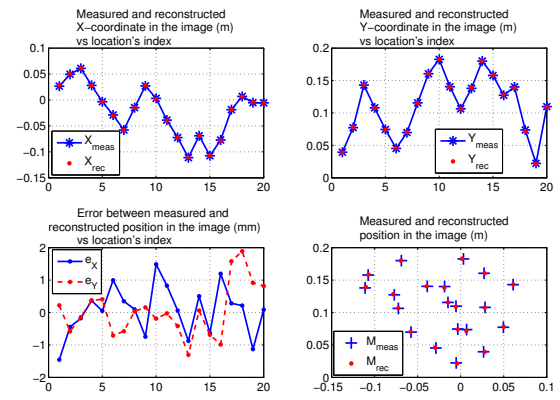 Measured and reconstructed
X−coordinate in the image (m)
vs location's index
0.1
0.05
0
−0.05
−0.1
−0.15
0 5 10 15 20
X_meas
X_rec
Measured and reconstructed
Y−coordinate in the image (m)
vs location's index
0.2
0.15
0.1
0.05
0
0 5 10 15 20
Y_meas
Y_rec
Error between measured and
reconstructed position in the image (mm)
vs location's index
2
1
0
−1
−2
0 5 10 15 20
e_X
e_Y
Measured and reconstructed
position in the image (m)
0.2
0.15
0.1
0.05
0
−0.15 −0.1 −0.05 0 0.05 0.1
M_meas
M_rec